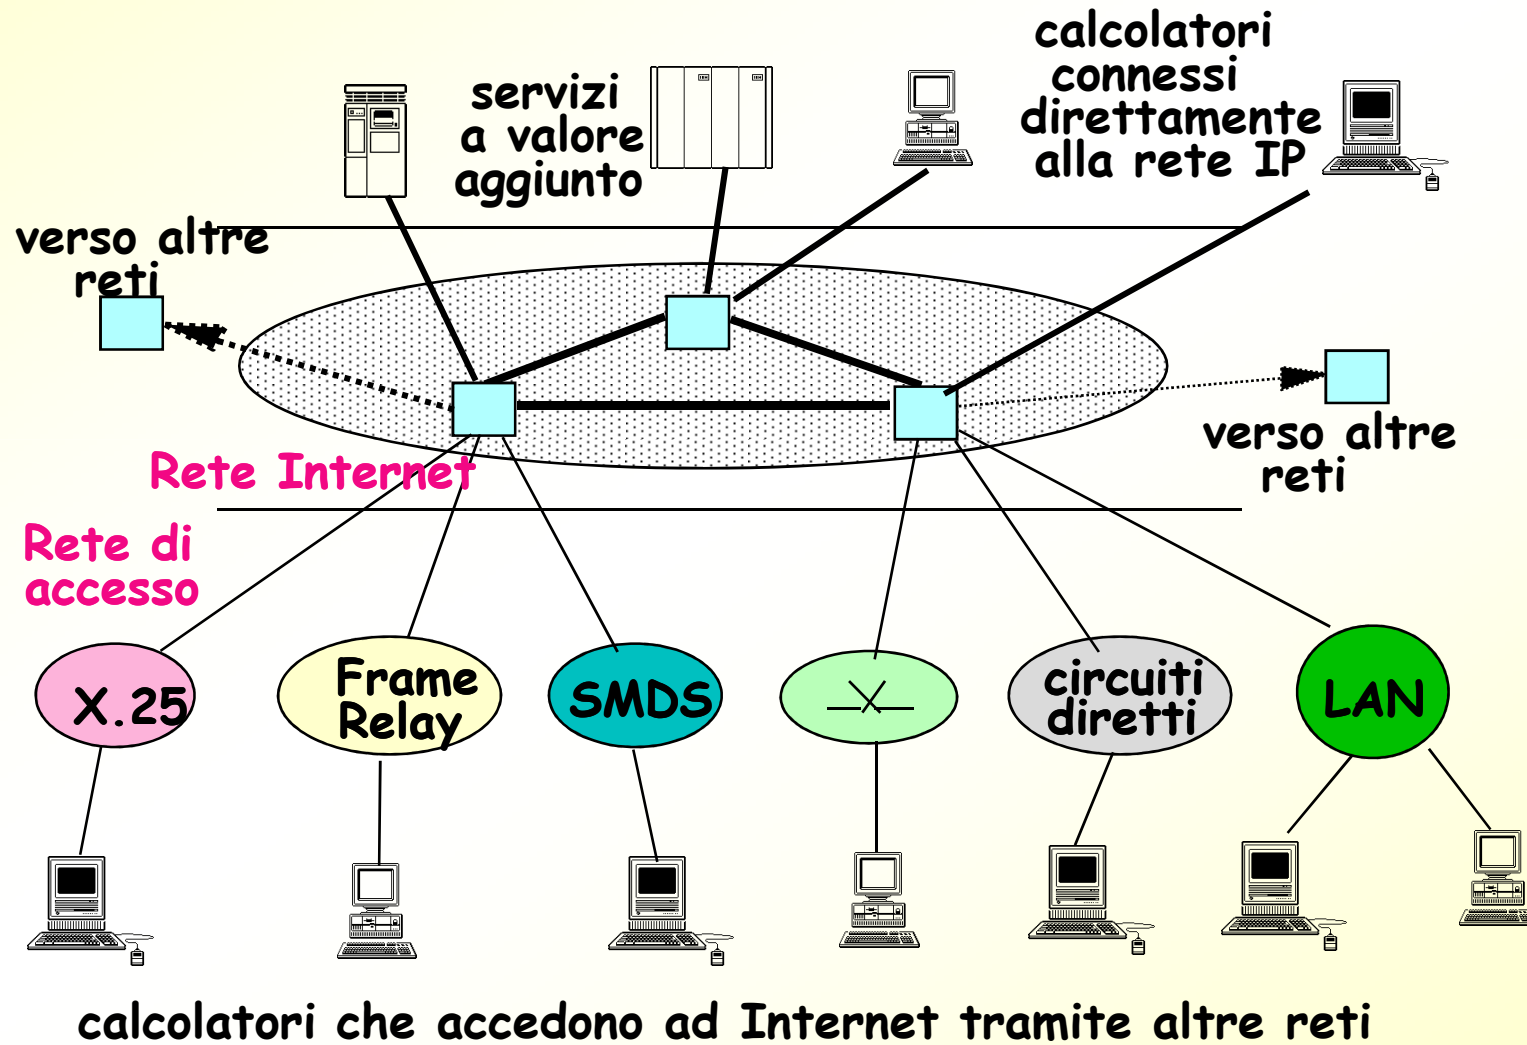 calcolatori
connessi
direttamente
alla rete IP
servizi
a valore
aggiunto
verso altre
reti
verso altre
reti
Rete Internet
Rete di
accesso
X.25
Frame
Relay
SMDS
circuiti
diretti
LAN
calcolatori che accedono ad Internet tramite altre reti